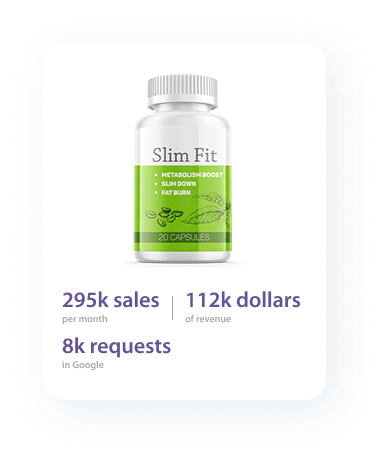 Slim Fit
• METABOLISM BOOST
• SLIM DOWN
• FAT BURN
20 CAPSULES
295k sales
per month
112k dollars
of revenue
8k requests
in Google